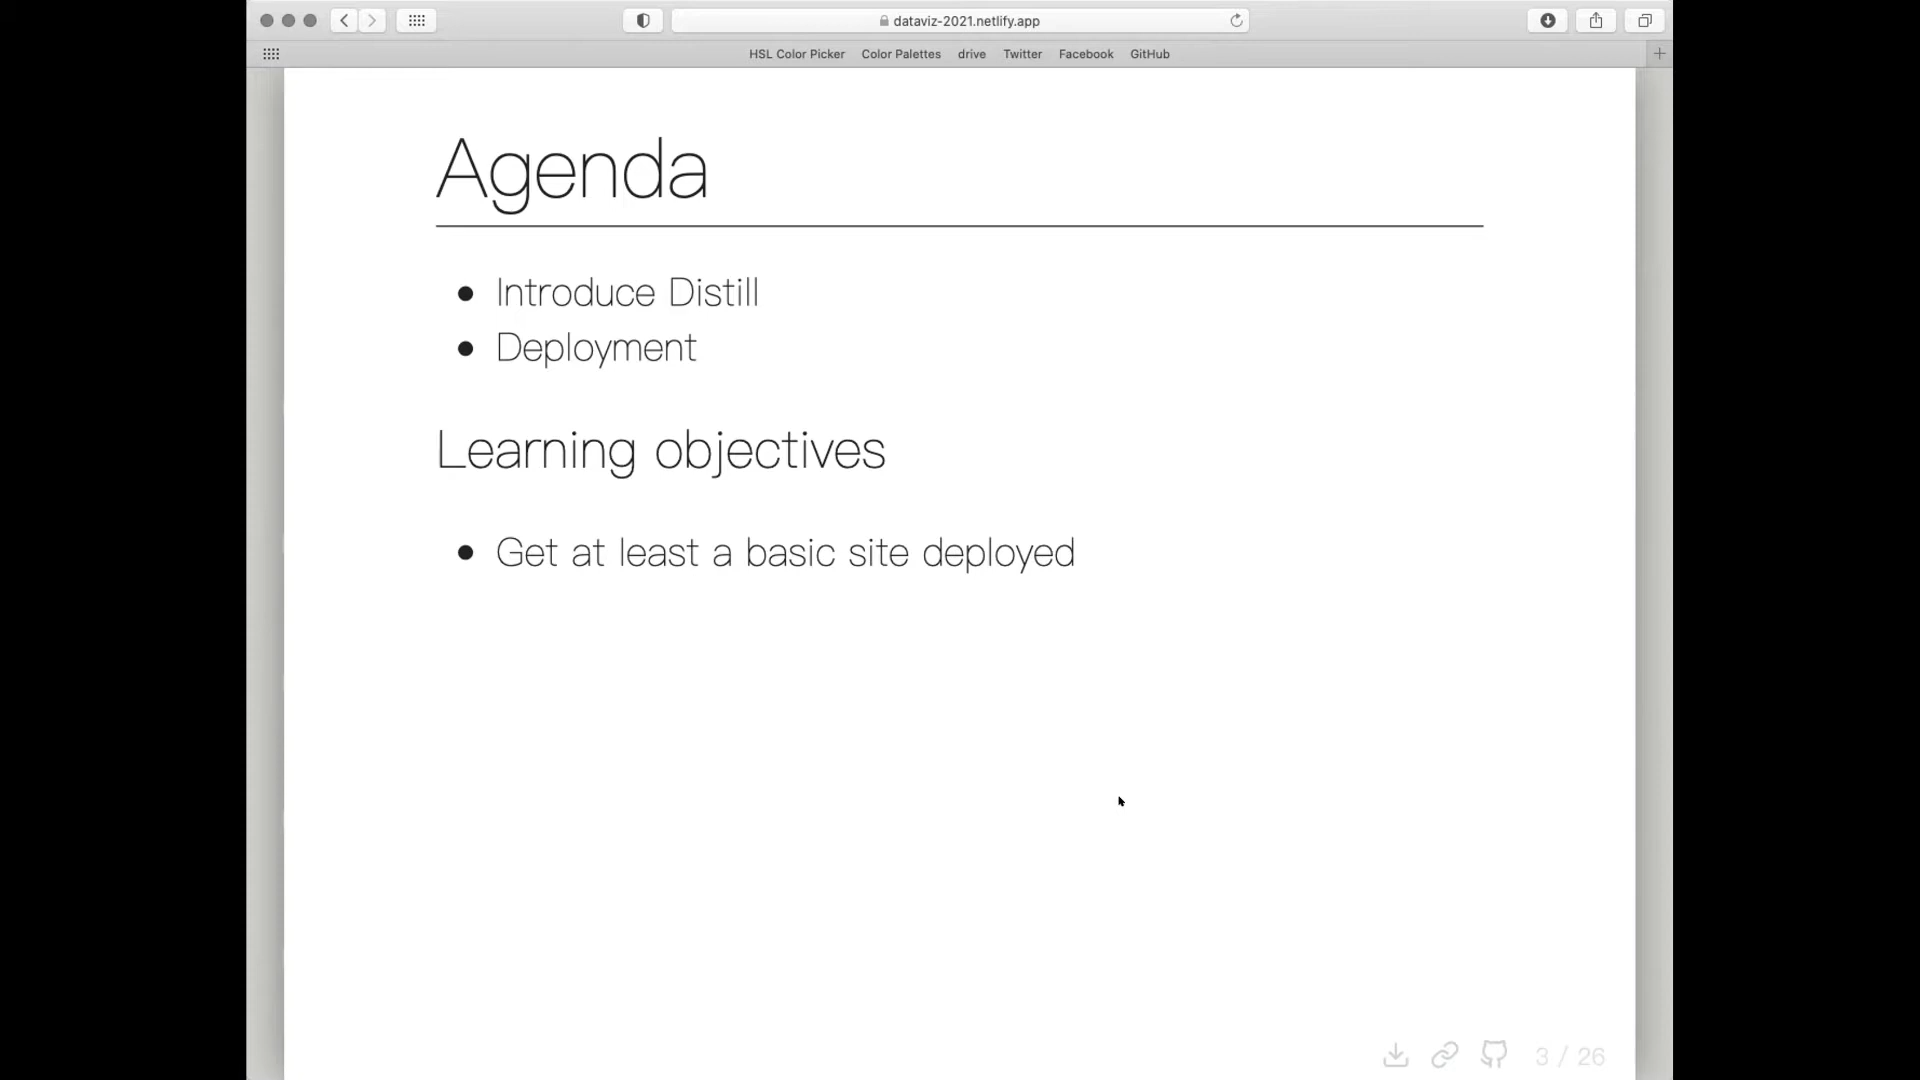 dataviz-2021.netlify.app
HSL Color Picker Color Palettes drive Twitter Facebook GitHub
Agenda
Introduce Distill
Deployment
Learning objectives
Get at least a basic site deployed
3 / 26